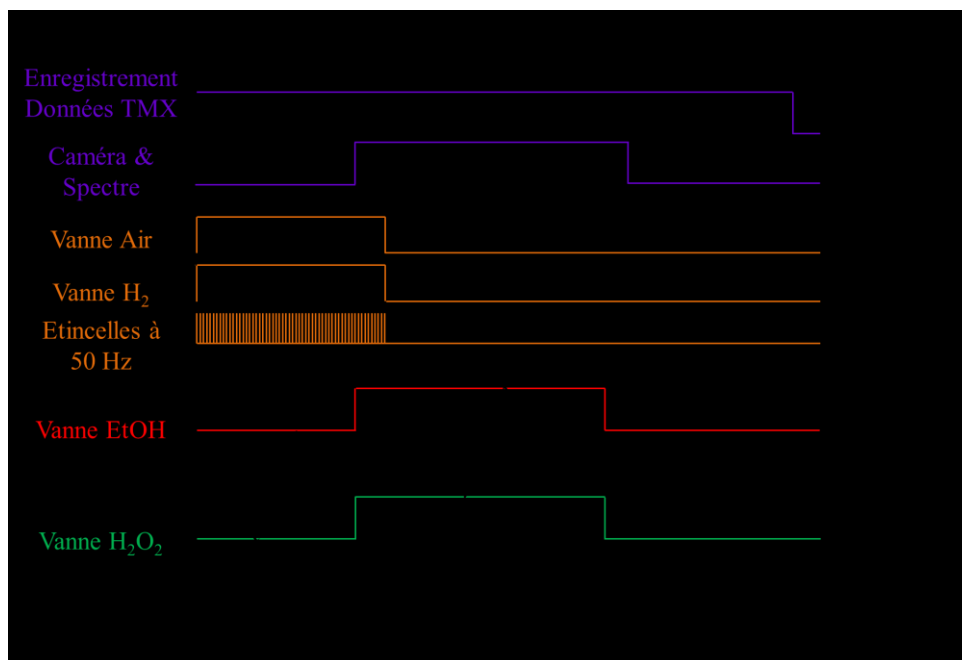 Enregistrement
Données TMX
Caméra &
Spectre
Vanne Air
Vanne H₂
Etincelles à
50 Hz
Vanne EtOH
Vanne H₂O₂